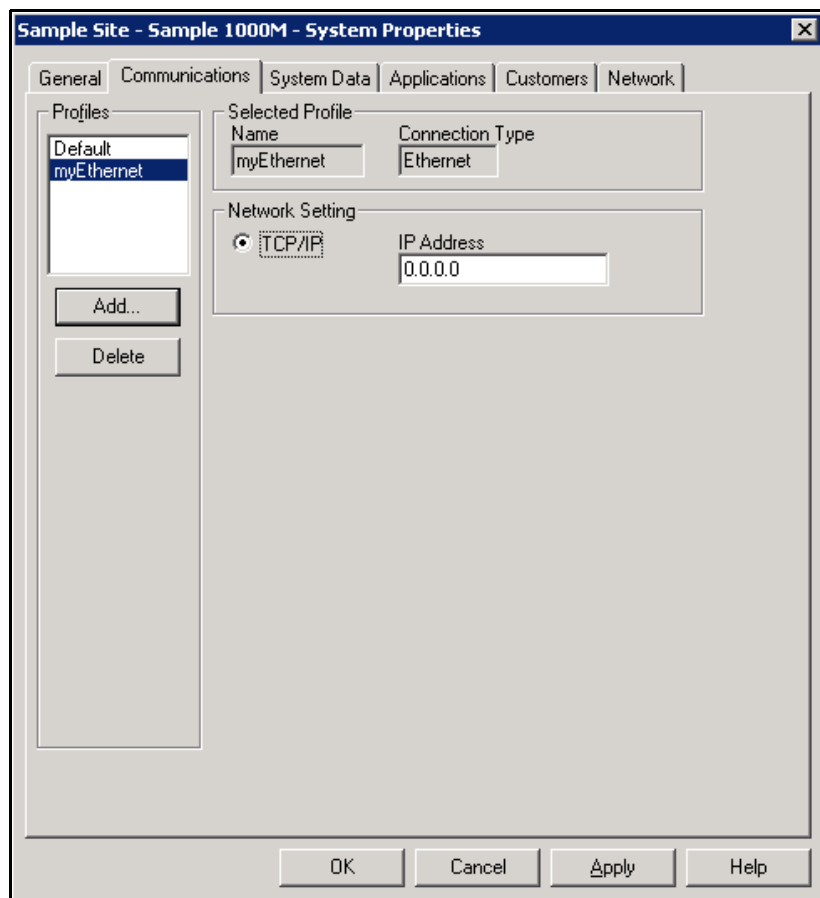 Sample Site - Sample 1000M - System Properties
General Communications System Data Applications Customers Network
Profiles
Default
myEthernet
Add...
Delete
Selected Profile
Name Connection Type
myEthernet Ethernet
Network Setting
TCP/IP IP Address
0.0.0.0
OK Cancel Apply Help